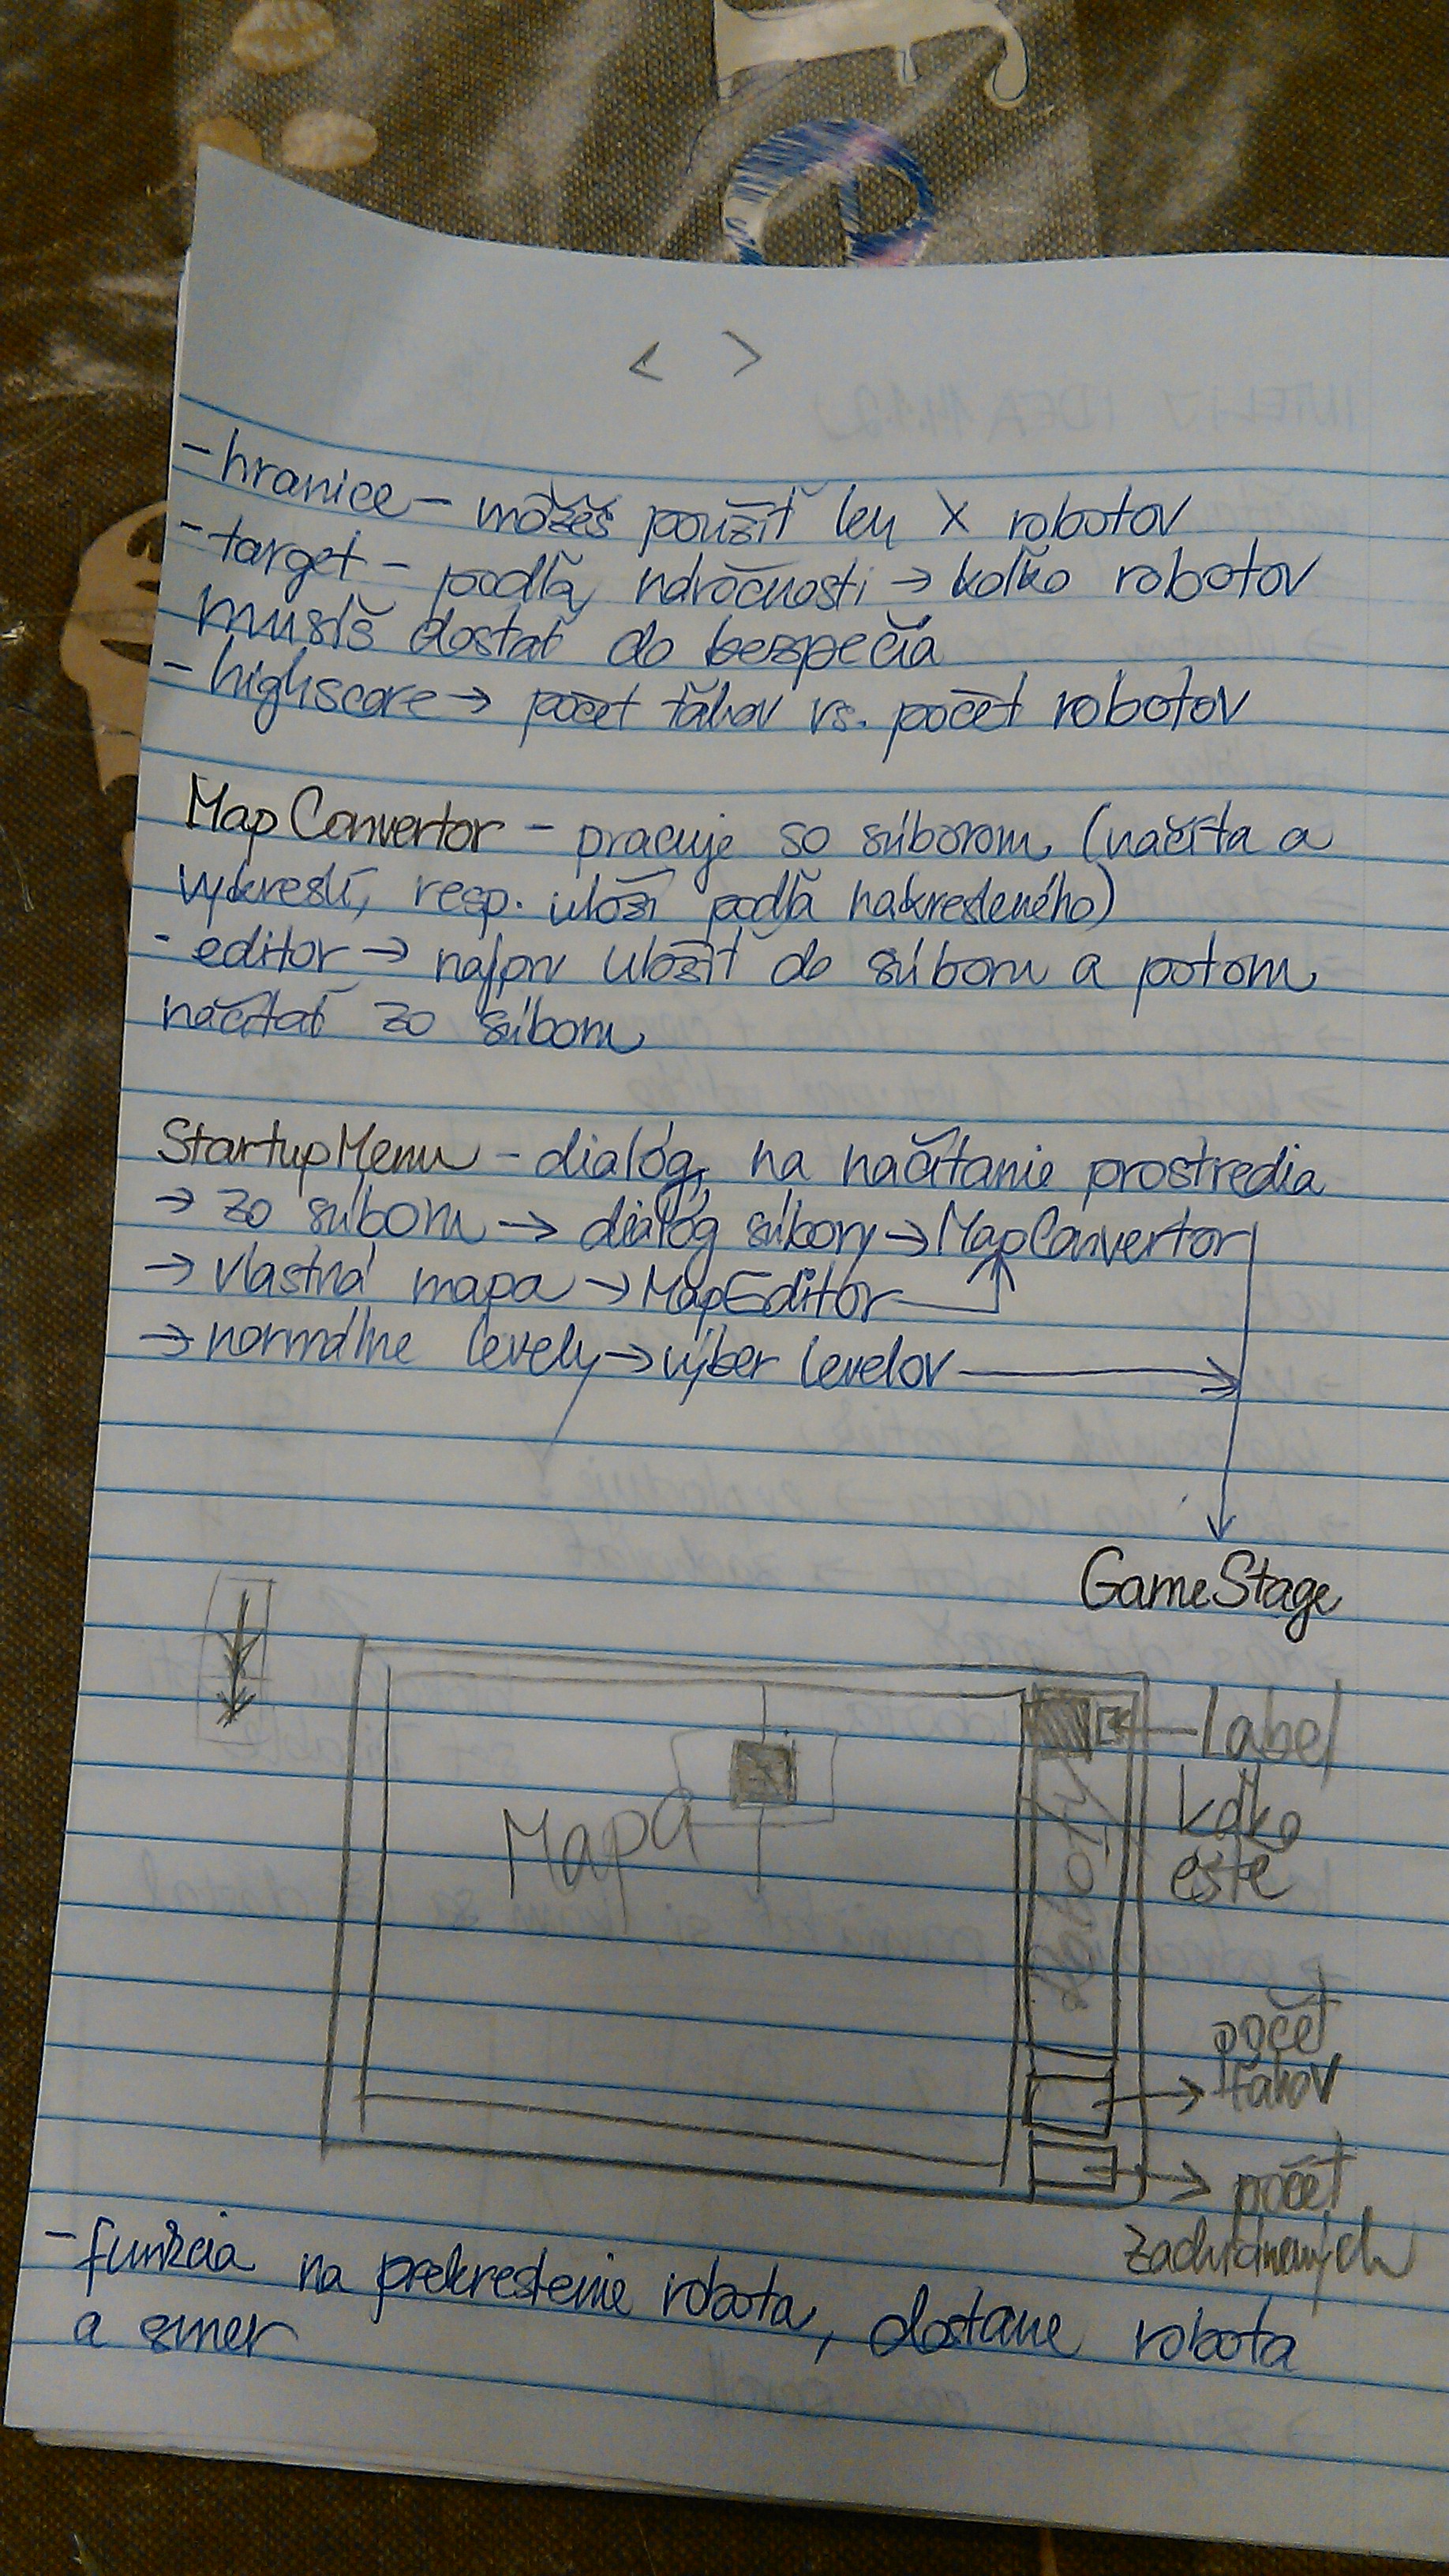 < >
- hranice - môžeš použiť len X robotov
- target - podľa náročnosti → koľko robotov
musíš dostať do bezpečia
- highscore → počet ťahov vs. počet robotov
MapConvertor - pracuje so súborom (načíta a
vykreslí, resp. uloží podľa nakresleného)
- editor → najprv uložiť do súboru a potom
načítať zo súboru
StartupMenu - dialóg na načítanie prostredia
→ zo súboru → dialóg súbory → MapConvertor
→ vlastná mapa → MapEditor
→ normálne levely → výber levelov
GameStage
Label
koľko
ešte
Mapa
Roboty
počet
ťahov
počet
zachránených
- funkcia na prekreslenie robota, dostane robota
a smer